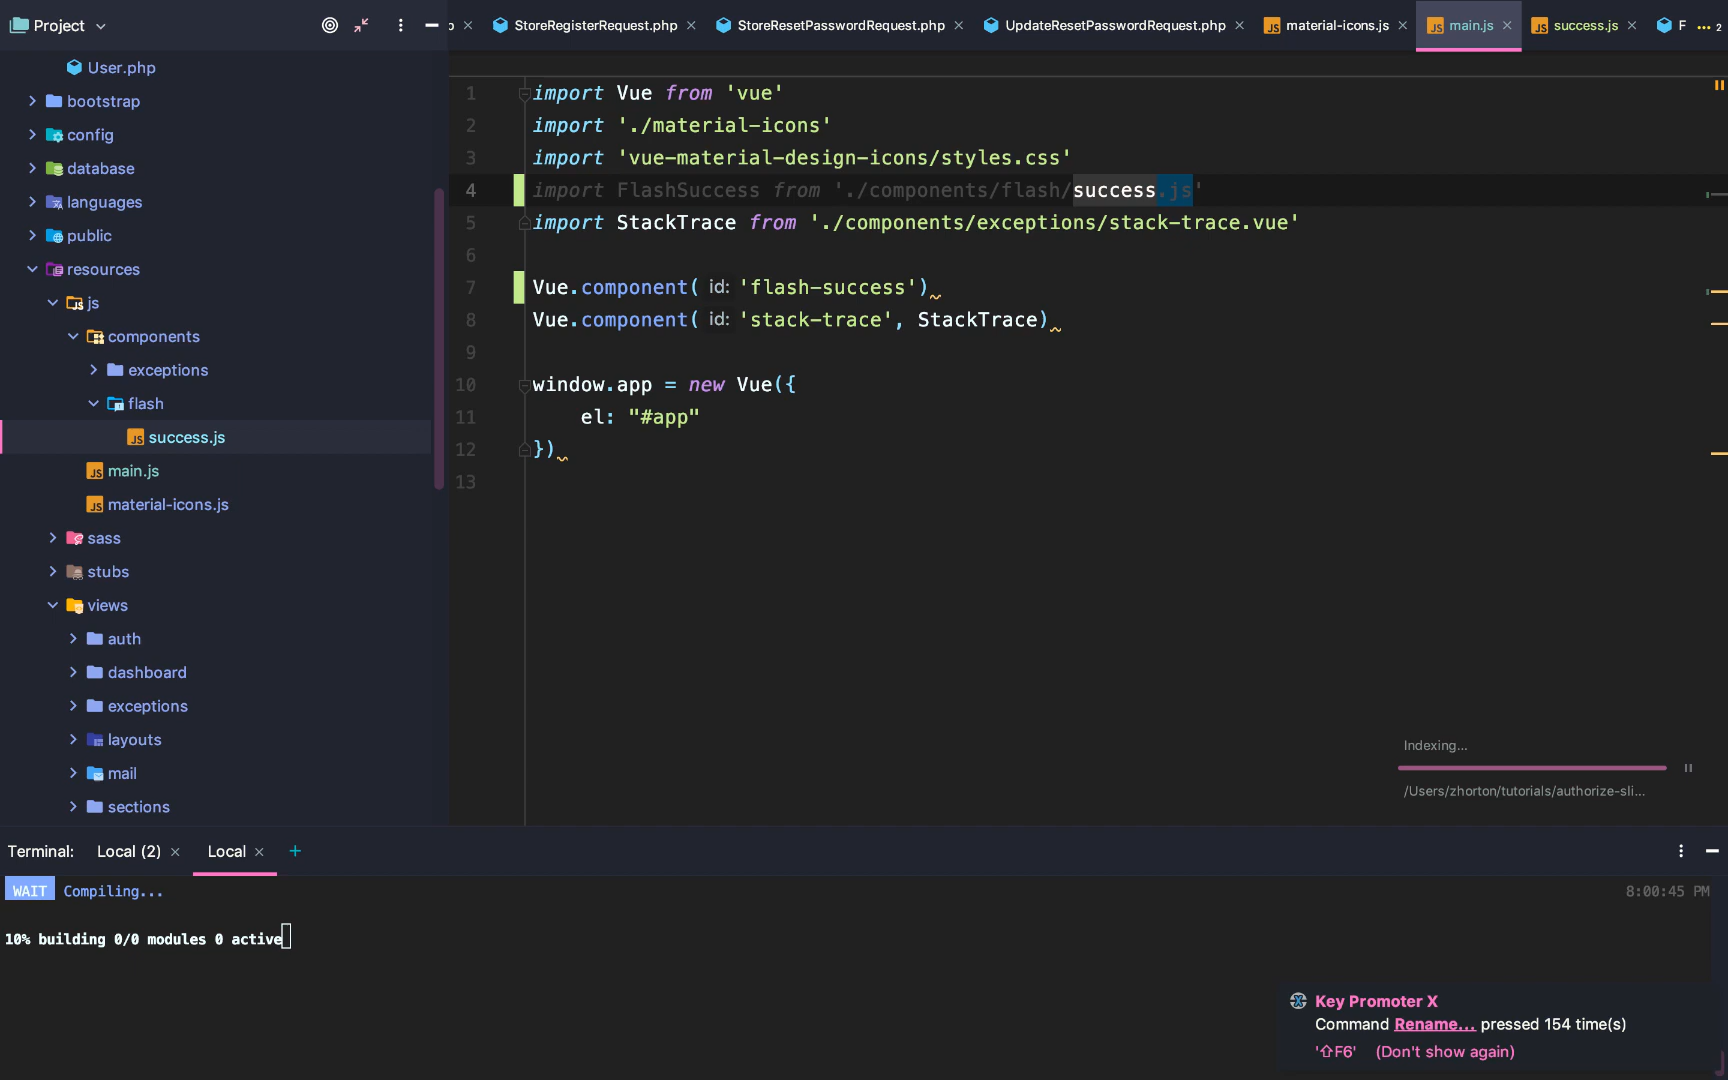 Project
StoreRegisterRequest.php
StoreResetPasswordRequest.php
UpdateResetPasswordRequest.php
material-icons.js
main.js
success.js
F
2
User.php
bootstrap
config
database
languages
public
resources
js
components
exceptions
flash
success.js
main.js
material-icons.js
sass
stubs
views
auth
dashboard
exceptions
layouts
mail
sections
1 import Vue from 'vue'
2 import './material-icons'
3 import 'vue-material-design-icons/styles.css'
4 import FlashSuccess from './components/flash/success.js'
5 import StackTrace from './components/exceptions/stack-trace.vue'
6
7 Vue.component( id: 'flash-success')
8 Vue.component( id: 'stack-trace', StackTrace)
9
10 window.app = new Vue({
11 el: "#app"
12 })
13
Indexing...
/Users/zhorton/tutorials/authorize-sli...
Terminal: Local (2) Local +
WAIT Compiling... 8:00:45 PM
10% building 0/0 modules 0 active
Key Promoter X
Command Rename... pressed 154 time(s)
'⇧F6' (Don't show again)